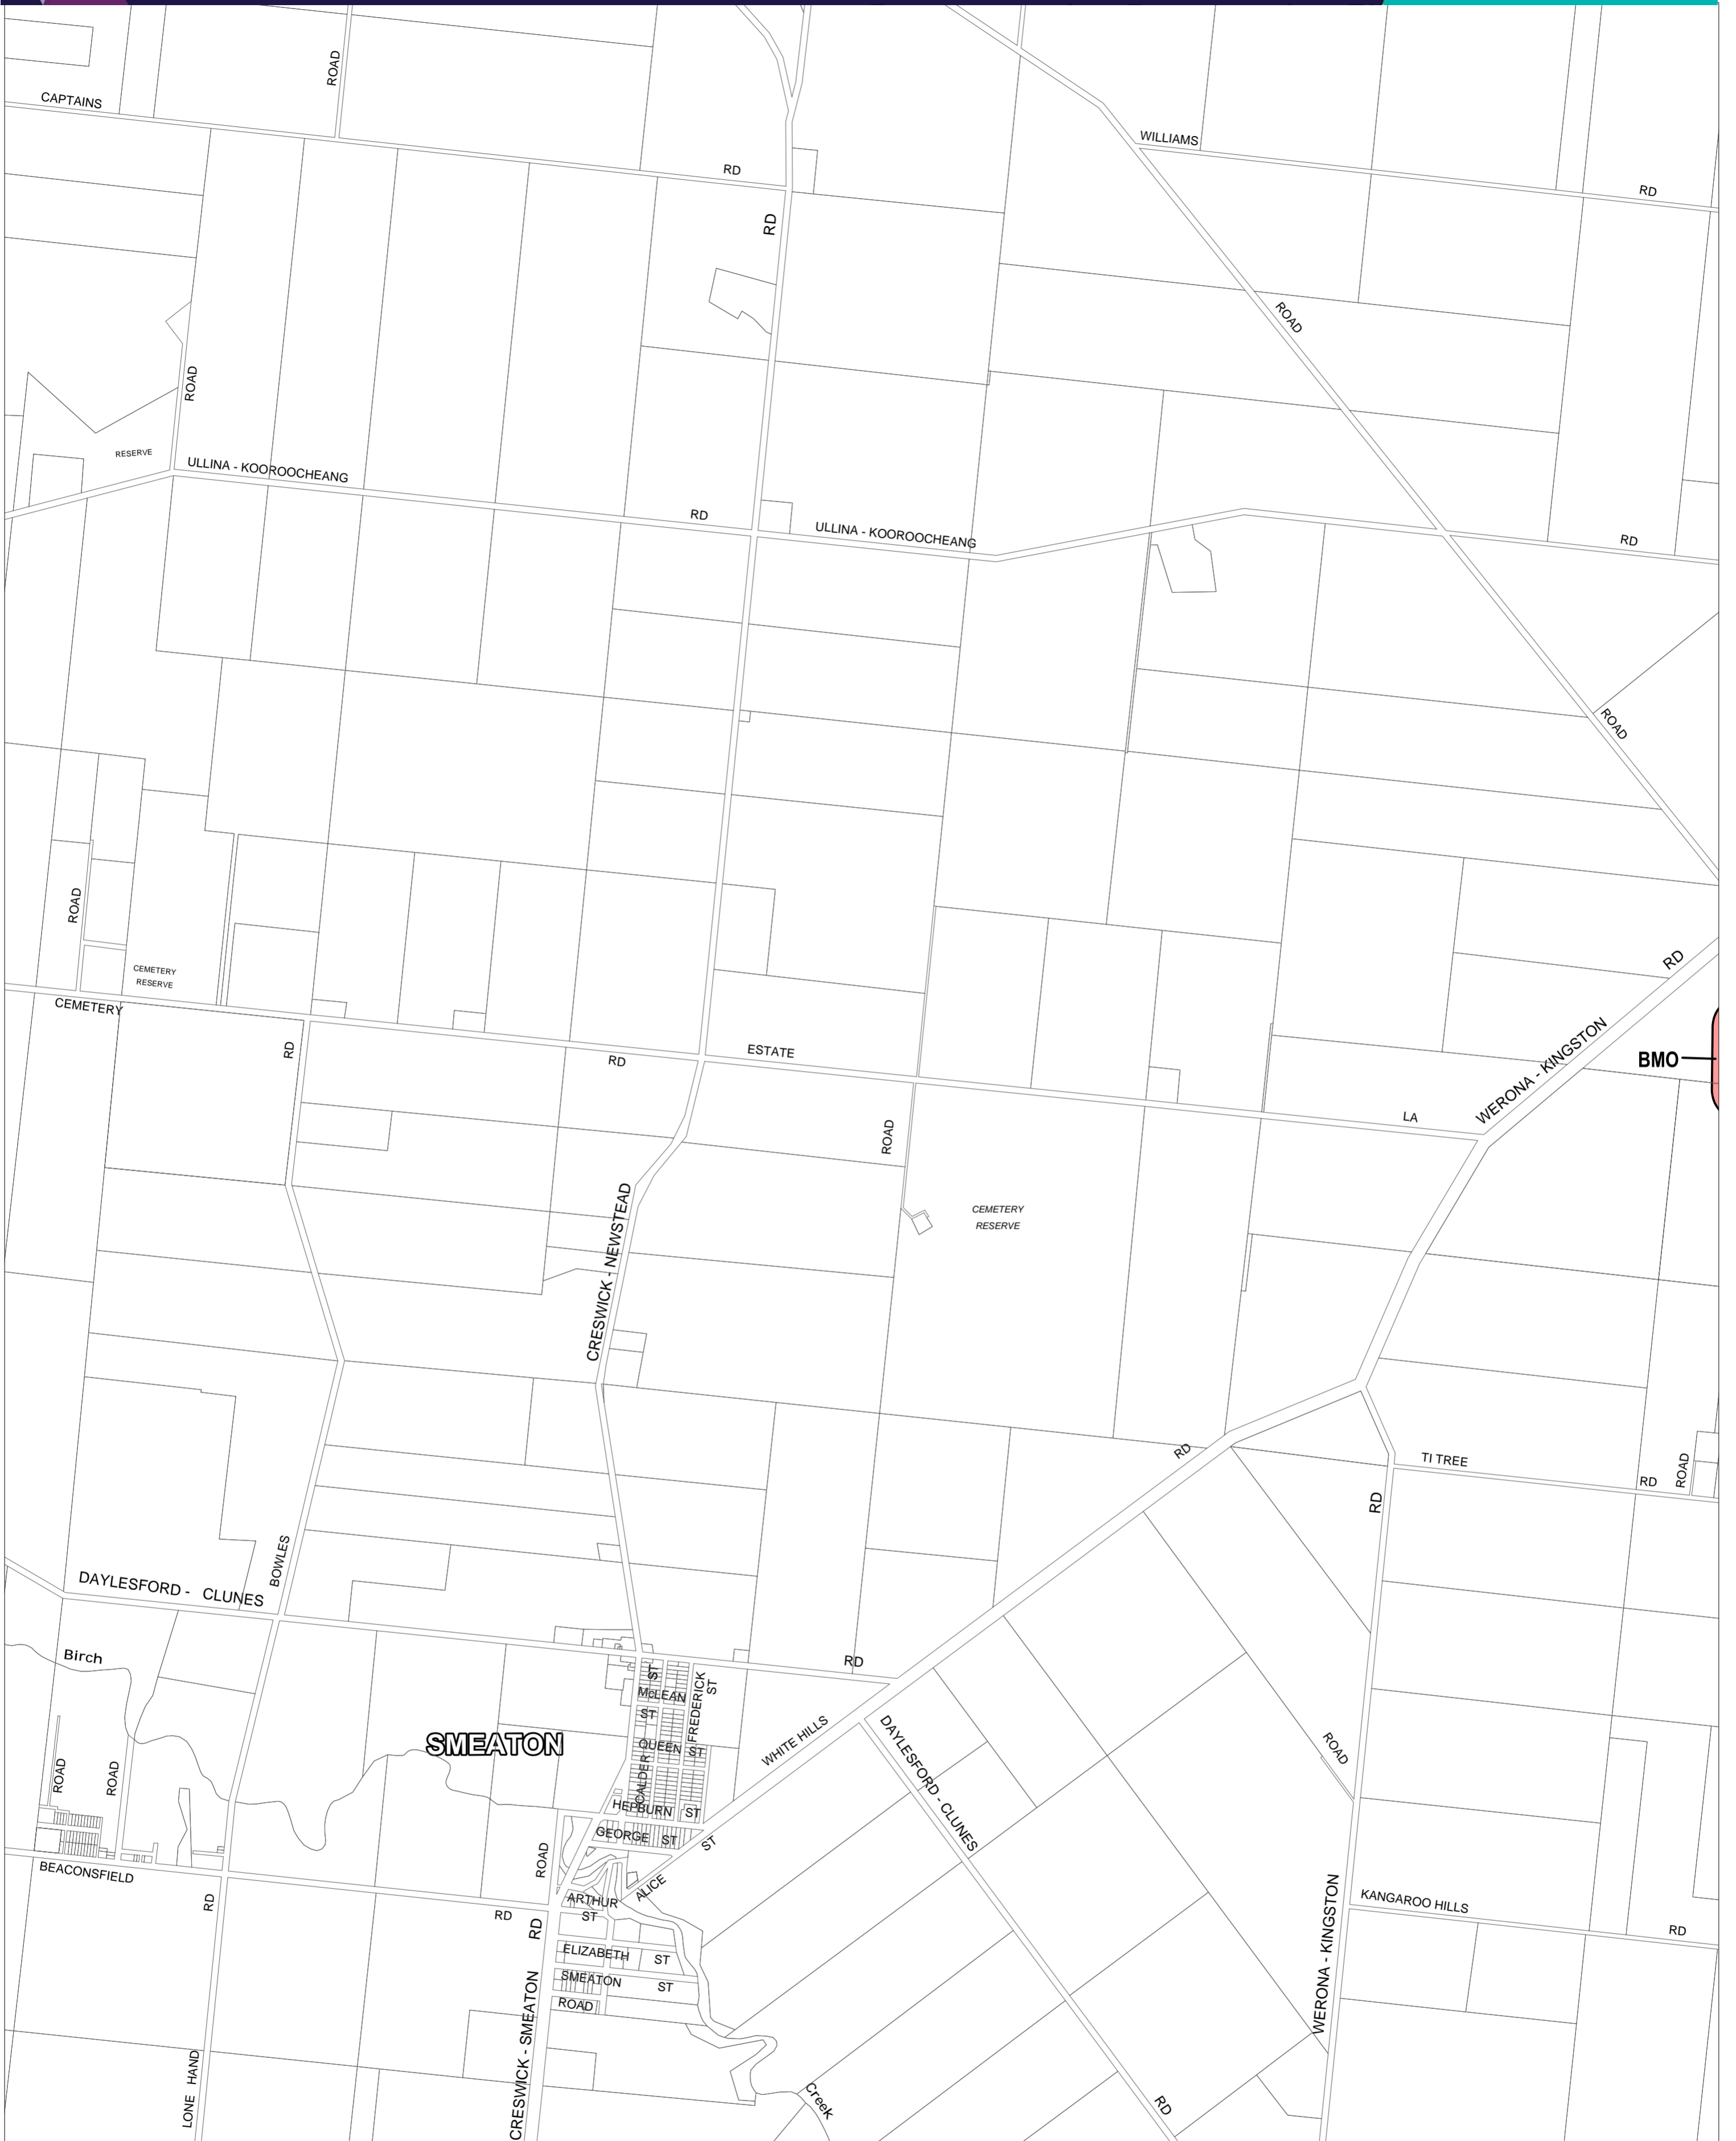 ROAD
CAPTAINS
WILLIAMS
RD
RD
RD
ROAD
ROAD
RESERVE
ULLINA - KOOROOCHEANG
RD
ULLINA - KOOROOCHEANG
RD
ROAD
ROAD
RD
CEMETERY
RESERVE
CEMETERY
RD
RD
ESTATE
WERONA - KINGSTON
BMO
LA
ROAD
CRESWICK - NEWSTEAD
CEMETERY
RESERVE
RD
TI TREE
RD
ROAD
RD
BOWLES
DAYLESFORD - CLUNES
Birch
RD
ST
McLEAN
ST
FREDERICK
ST
SMEATON
QUEEN ST
CALDER
WHITE HILLS
DAYLESFORD - CLUNES
ROAD
ROAD
ROAD
HEPBURN ST
GEORGE ST
ST
ROAD
BEACONSFIELD
ALICE
ARTHUR
ST
RD
RD
RD
KANGAROO HILLS
RD
WERONA - KINGSTON
ELIZABETH ST
SMEATON ST
ROAD
CRESWICK - SMEATON
LONE HAND
Creek
RD